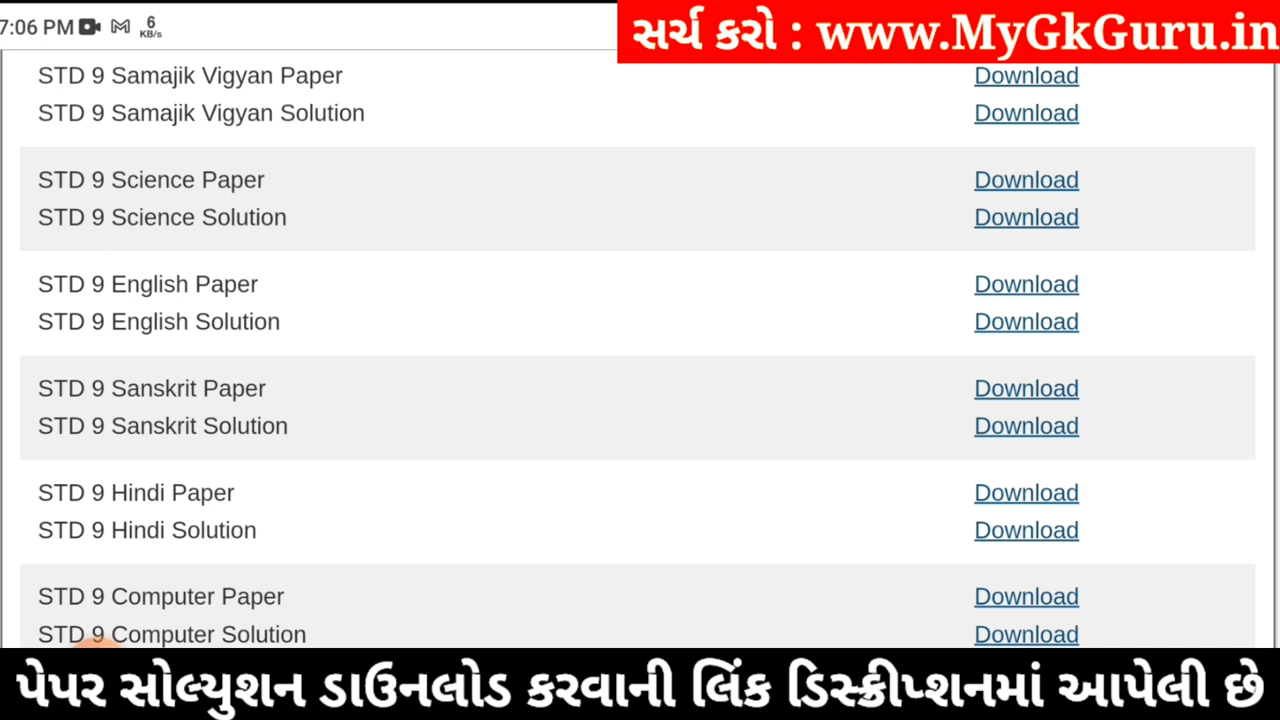 7:06 PM 6 KB/s
સર્ચ કરો : www.MyGkGuru.in
STD 9 Samajik Vigyan Paper Download
STD 9 Samajik Vigyan Solution Download
STD 9 Science Paper Download
STD 9 Science Solution Download
STD 9 English Paper Download
STD 9 English Solution Download
STD 9 Sanskrit Paper Download
STD 9 Sanskrit Solution Download
STD 9 Hindi Paper Download
STD 9 Hindi Solution Download
STD 9 Computer Paper Download
STD 9 Computer Solution Download
પેપર સોલ્યુશન ડાઉનલોડ કરવાની લિંક ડિસ્ક્રીપ્શનમાં આપેલી છે